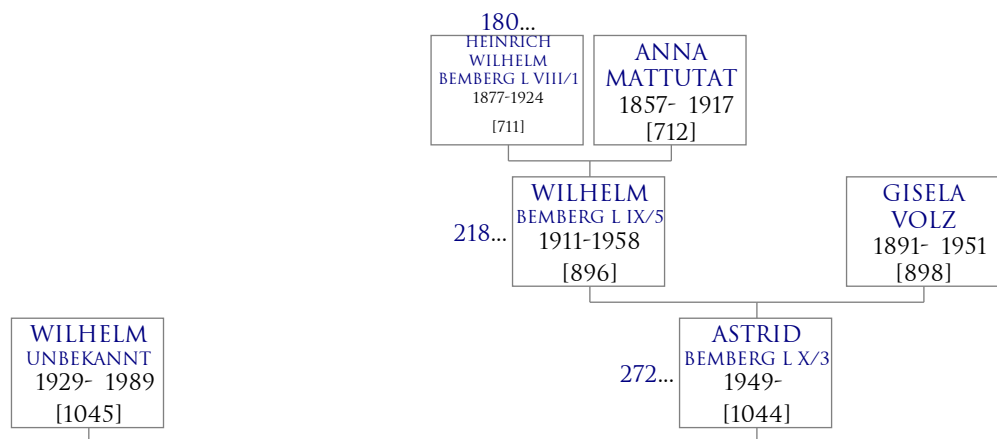 180...
HEINRICH
WILHELM
BEMBERG L VIII/1
1877-1924
[711]
ANNA
MATTUTAT
1857- 1917
[712]
218...
WILHELM
BEMBERG L IX/5
1911-1958
[896]
GISELA
VOLZ
1891- 1951
[898]
WILHELM
UNBEKANNT
1929- 1989
[1045]
272...
ASTRID
BEMBERG L X/3
1949-
[1044]